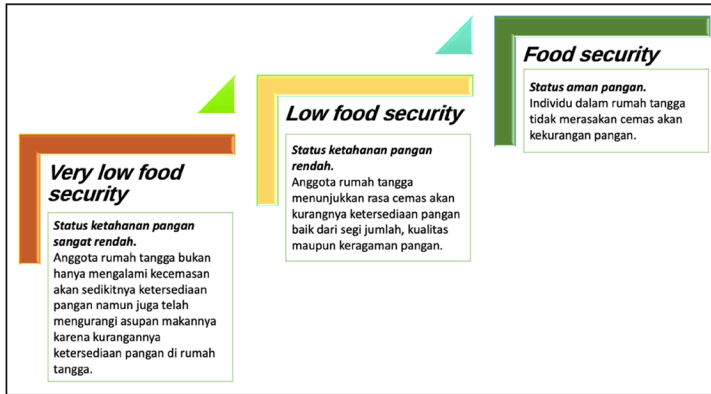 Very low food
security
Status ketahanan pangan
sangat rendah.
Anggota rumah tangga bukan
hanya mengalami kecemasan
akan sedikitnya ketersediaan
pangan namun juga telah
mengurangi asupan makannya
karena kurangannya
ketersediaan pangan di rumah
tangga.
Low food security
Status ketahanan pangan
rendah.
Anggota rumah tangga
menunjukkan rasa cemas akan
kurangnya ketersediaan pangan
baik dari segi jumlah, kualitas
maupun keragaman pangan.
Food security
Status aman pangan.
Individu dalam rumah tangga
tidak merasakan cemas akan
kekurangan pangan.